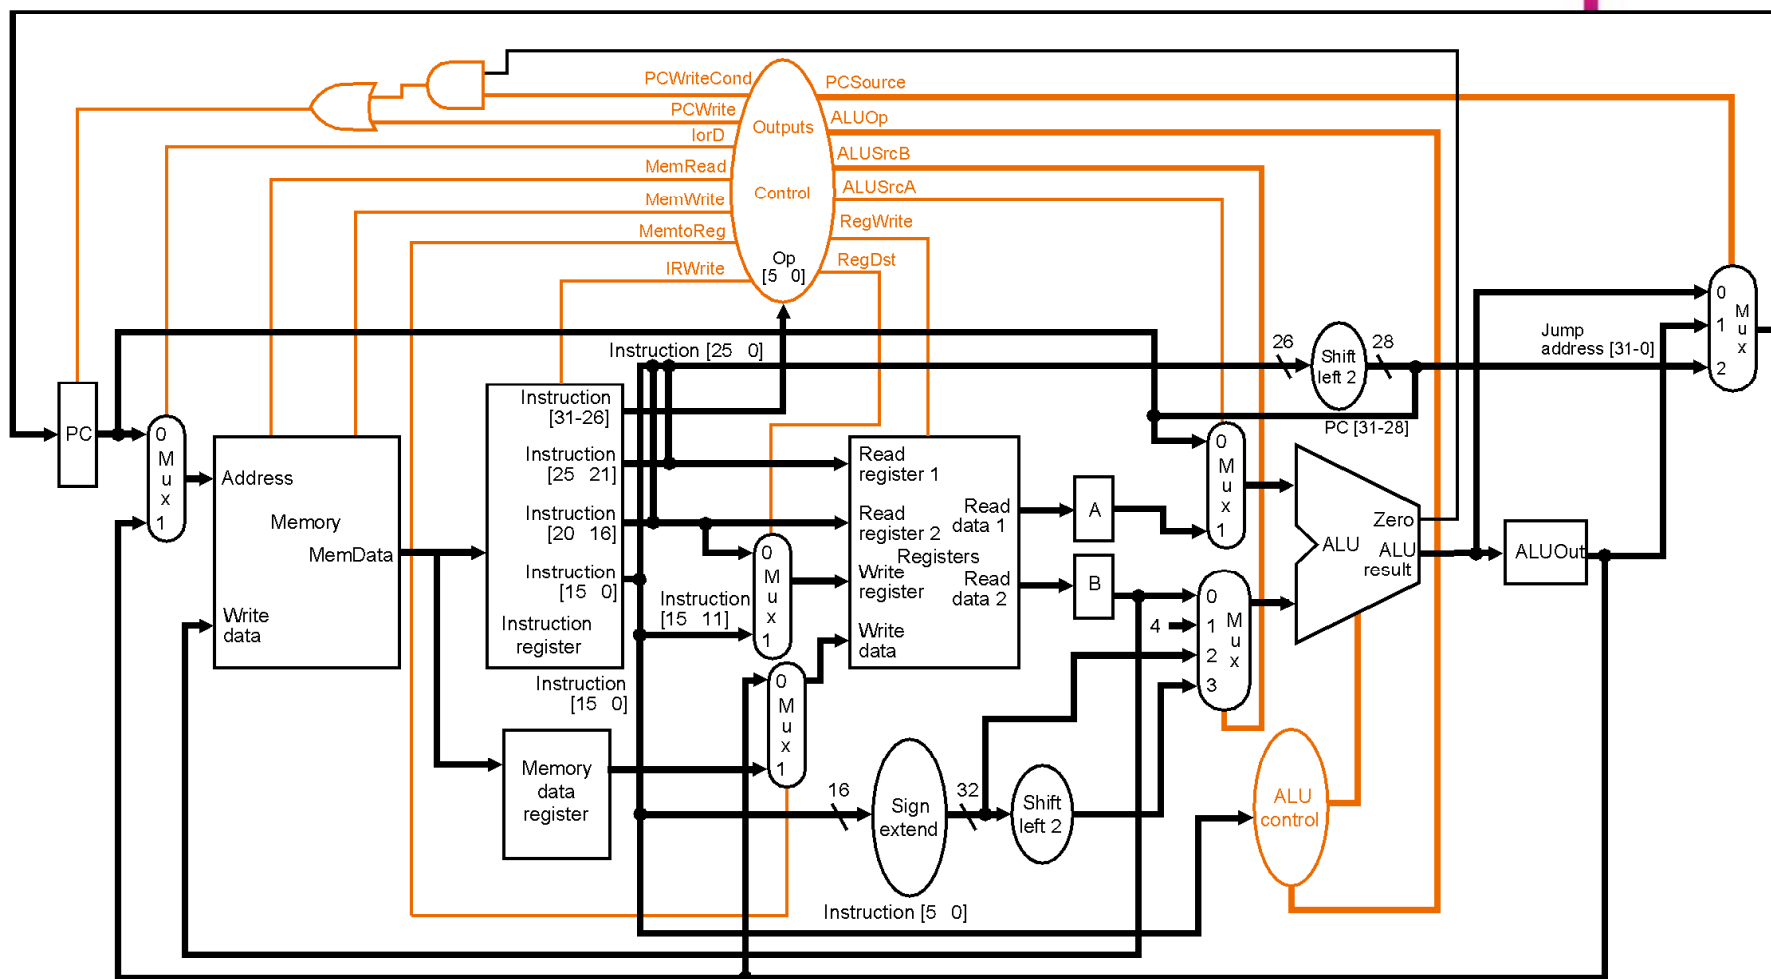 PCWriteCond
PCSource
PCWrite
ALUOp
IorD
Outputs
ALUSrcB
MemRead
Control
ALUSrcA
MemWrite
RegWrite
MemtoReg
RegDst
IRWrite
Op
[5 0]
0
1
2
M
u
x
Jump
address [31-0]
Instruction [25 0]
26
Shift
left 2
28
PC [31-28]
PC
0
M
u
x
1
Address
Memory
MemData
Write
data
Instruction
[31-26]
Instruction
[25 21]
Instruction
[20 16]
Instruction
[15 0]
Instruction
register
Instruction
[15 11]
Instruction
[15 0]
0
M
u
x
1
0
M
u
x
1
Memory
data
register
Read
register 1
Read
register 2
Registers
Write
register
Write
data
Read
data 1
Read
data 2
A
B
0
M
u
x
1
4
0
1
2
3
M
u
x
Zero
ALU
ALU
result
ALUOut
16
Sign
extend
32
Shift
left 2
ALU
control
Instruction [5 0]